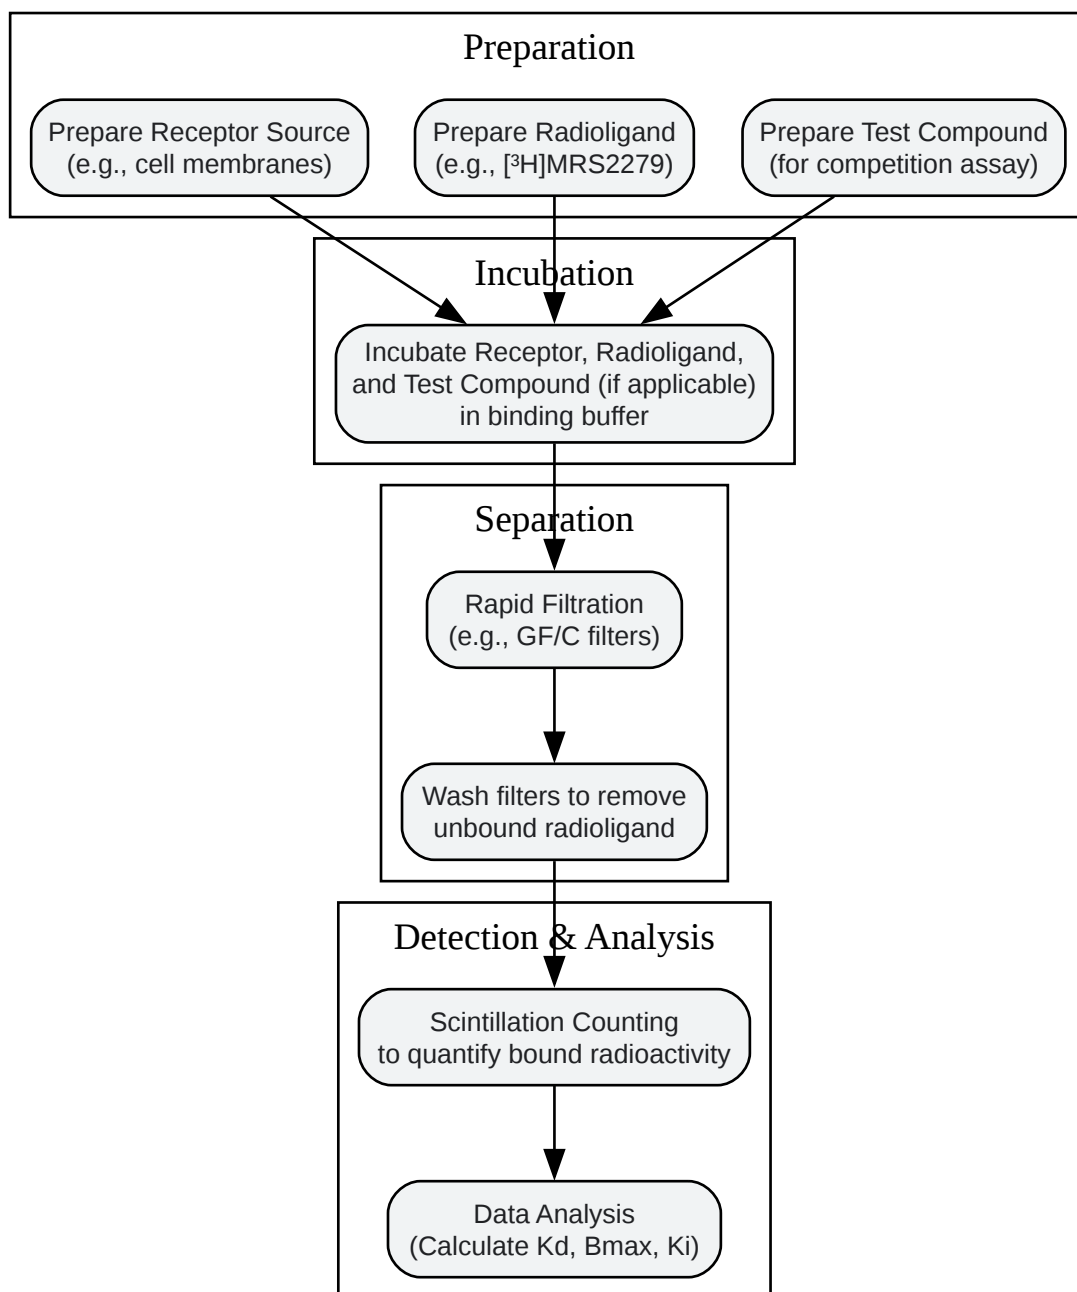 Preparation
Prepare Receptor Source
(e.g., cell membranes)
Prepare Radioligand
(e.g., [³H]MRS2279)
Prepare Test Compound
(for competition assay)
Incubation
Incubate Receptor, Radioligand,
and Test Compound (if applicable)
in binding buffer
Separation
Rapid Filtration
(e.g., GF/C filters)
Wash filters to remove
unbound radioligand
Detection & Analysis
Scintillation Counting
to quantify bound radioactivity
Data Analysis
(Calculate Kd, Bmax, Ki)